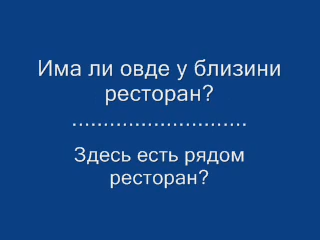 Има ли овде у близини
ресторан?
............................
Здесь есть рядом
ресторан?